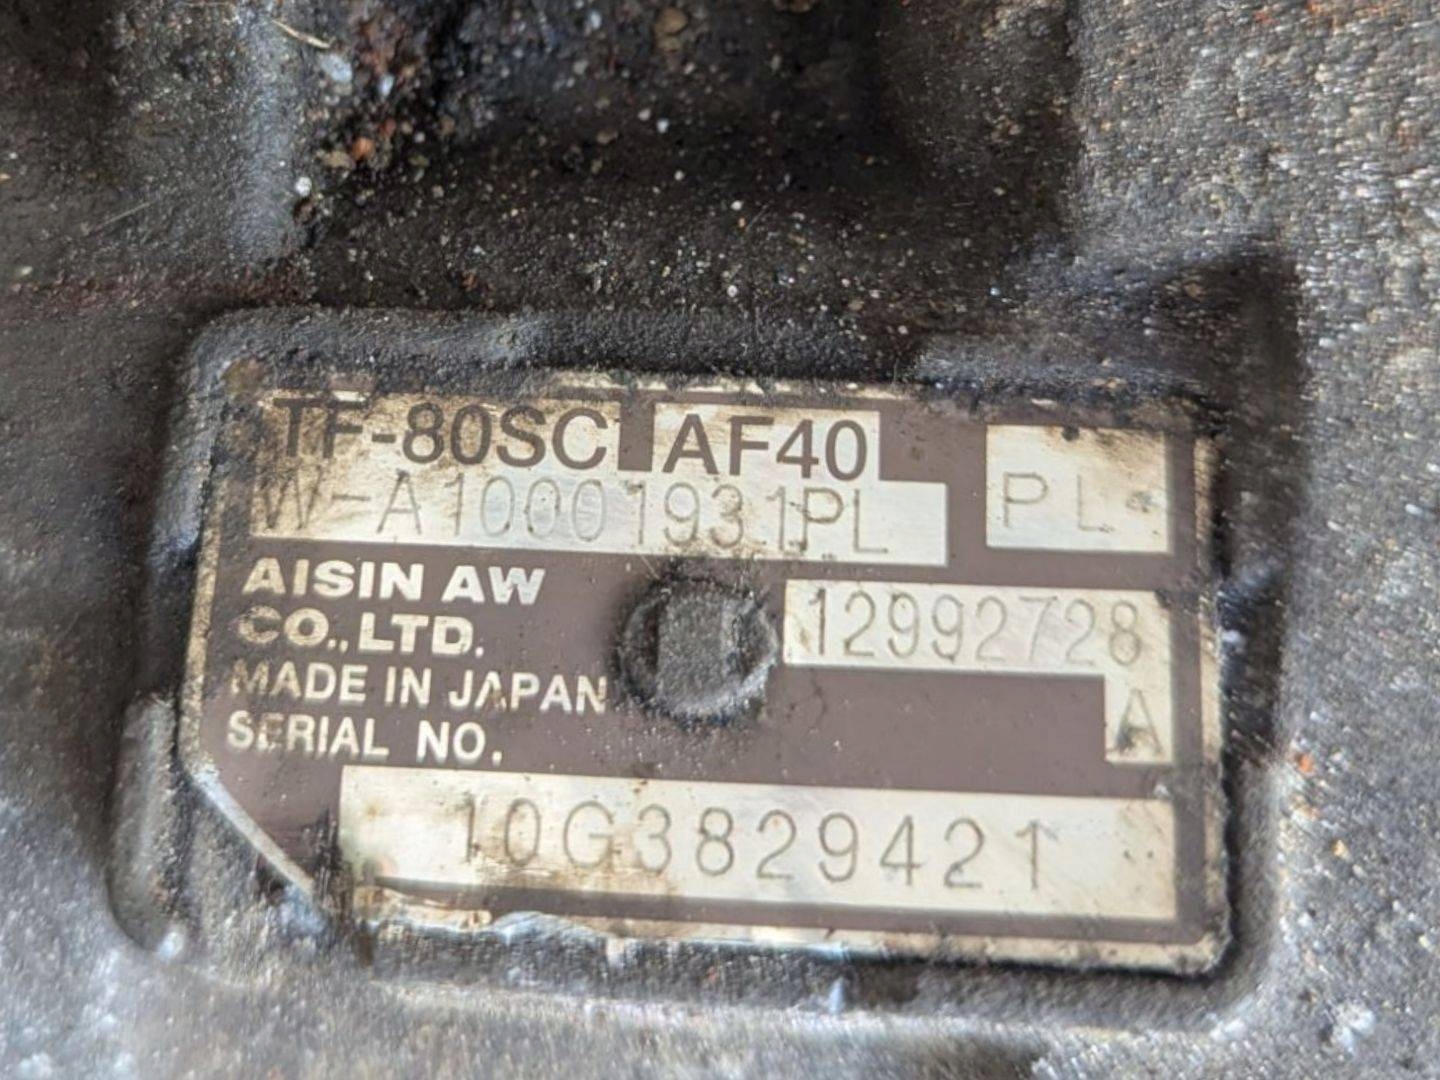 TF-80SC AF40
W-A10001931PL PL
AISIN AW
CO.,LTD. 12992728
MADE IN JAPAN A
SERIAL NO.
10G3829421